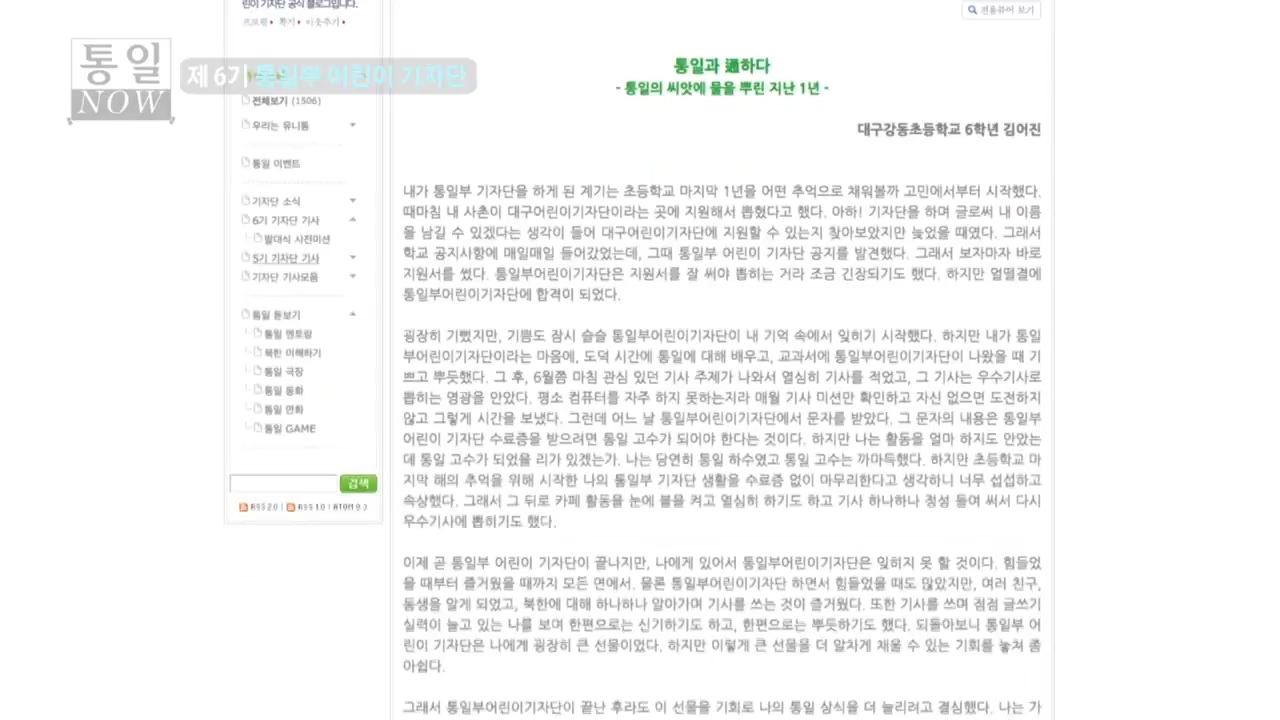 린이 기자단 공식 블로그입니다.
프로필 쓰기 이웃추가
전용뷰어 보기
통일
NOW
제 6기 통일부 어린이 기자단
전체보기 (1506)
우리는 유니통
통일 이벤트
기자단 소식
6기 기자단 기사
발대식 사진미션
5기 기자단 기사
기자단 기사모음
통일 돋보기
통일 멘토링
북한 이해하기
통일 극장
통일 동화
통일 만화
통일 GAME
검색
RSS 2.0 | RSS 1.0 | ATOM 0.3
통일과 通하다
- 통일의 씨앗에 물을 뿌린 지난 1년 -
대구강동초등학교 6학년 김어진
내가 통일부 기자단을 하게 된 계기는 초등학교 마지막 1년을 어떤 추억으로 채워볼까 고민에서부터 시작했다.
때마침 내 사촌이 대구어린이기자단이라는 곳에 지원해서 뽑혔다고 했다. 아하! 기자단을 하며 글로써 내 이름
을 남길 수 있겠다는 생각이 들어 대구어린이기자단에 지원할 수 있는지 찾아보았지만 늦었을 때였다. 그래서
학교 공지사항에 매일매일 들어갔었는데, 그때 통일부 어린이 기자단 공지를 발견했다. 그래서 보자마자 바로
지원서를 썼다. 통일부어린이기자단은 지원서를 잘 써야 뽑히는 거라 조금 긴장되기도 했다. 하지만 얼떨결에
통일부어린이기자단에 합격이 되었다.
굉장히 기뻤지만, 기쁨도 잠시 슬슬 통일부어린이기자단이 내 기억 속에서 잊히기 시작했다. 하지만 내가 통일
부어린이기자단이라는 마음에, 도덕 시간에 통일에 대해 배우고, 교과서에 통일부어린이기자단이 나왔을 때 기
쁘고 뿌듯했다. 그 후, 6월쯤 마침 관심 있던 기사 주제가 나와서 열심히 기사를 적었고, 그 기사는 우수기사로
뽑히는 영광을 안았다. 평소 컴퓨터를 자주 하지 못하는지라 매월 기사 미션만 확인하고 자신 없으면 도전하지
않고 그렇게 시간을 보냈다. 그런데 어느 날 통일부어린이기자단에서 문자를 받았다. 그 문자의 내용은 통일부
어린이 기자단 수료증을 받으려면 통일 고수가 되어야 한다는 것이다. 하지만 나는 활동을 얼마 하지도 안았는
데 통일 고수가 되었을 리가 있겠는가. 나는 당연히 통일 하수였고 통일 고수는 까마득했다. 하지만 초등학교 마
지막 해의 추억을 위해 시작한 나의 통일부 기자단 생활을 수료증 없이 마무리한다고 생각하니 너무 섭섭하고
속상했다. 그래서 그 뒤로 카페 활동을 눈에 불을 켜고 열심히 하기도 하고 기사 하나하나 정성 들여 써서 다시
우수기사에 뽑히기도 했다.
이제 곧 통일부 어린이 기자단이 끝나지만, 나에게 있어서 통일부어린이기자단은 잊히지 못 할 것이다. 힘들었
을 때부터 즐거웠을 때까지 모든 면에서. 물론 통일부어린이기자단 하면서 힘들었을 때도 많았지만, 여러 친구,
동생을 알게 되었고, 북한에 대해 하나하나 알아가며 기사를 쓰는 것이 즐거웠다. 또한 기사를 쓰며 점점 글쓰기
실력이 늘고 있는 나를 보며 한편으로는 신기하기도 하고, 한편으로는 뿌듯하기도 했다. 되돌아보니 통일부 어
린이 기자단은 나에게 굉장히 큰 선물이었다. 하지만 이렇게 큰 선물을 더 알차게 채울 수 있는 기회를 놓쳐 좀
아쉽다.
그래서 통일부어린이기자단이 끝난 후라도 이 선물을 기회로 나의 통일 상식을 더 늘리려고 결심했다. 나는 가